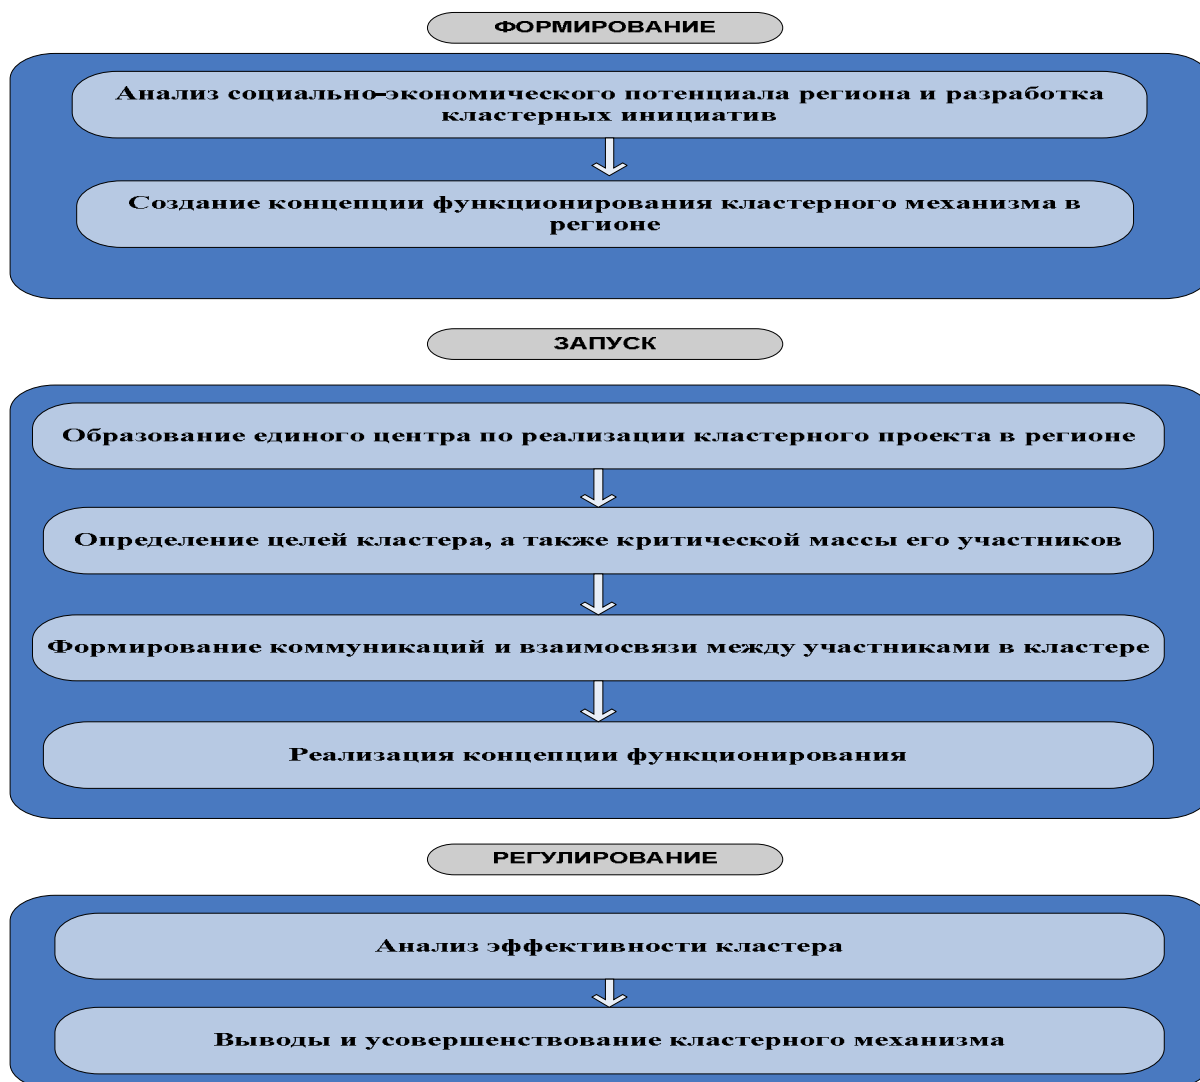 ФОРМИРОВАНИЕ
Анализ социально-экономического потенциала региона и разработка
кластерных инициатив
Создание концепции функционирования кластерного механизма в
регионе
ЗАПУСК
Образование единого центра по реализации кластерного проекта в регионе
Определение целей кластера, а также критической массы его участников
Формирование коммуникаций и взаимосвязи между участниками в кластере
Реализация концепции функционирования
РЕГУЛИРОВАНИЕ
Анализ эффективности кластера
Выводы и усовершенствование кластерного механизма